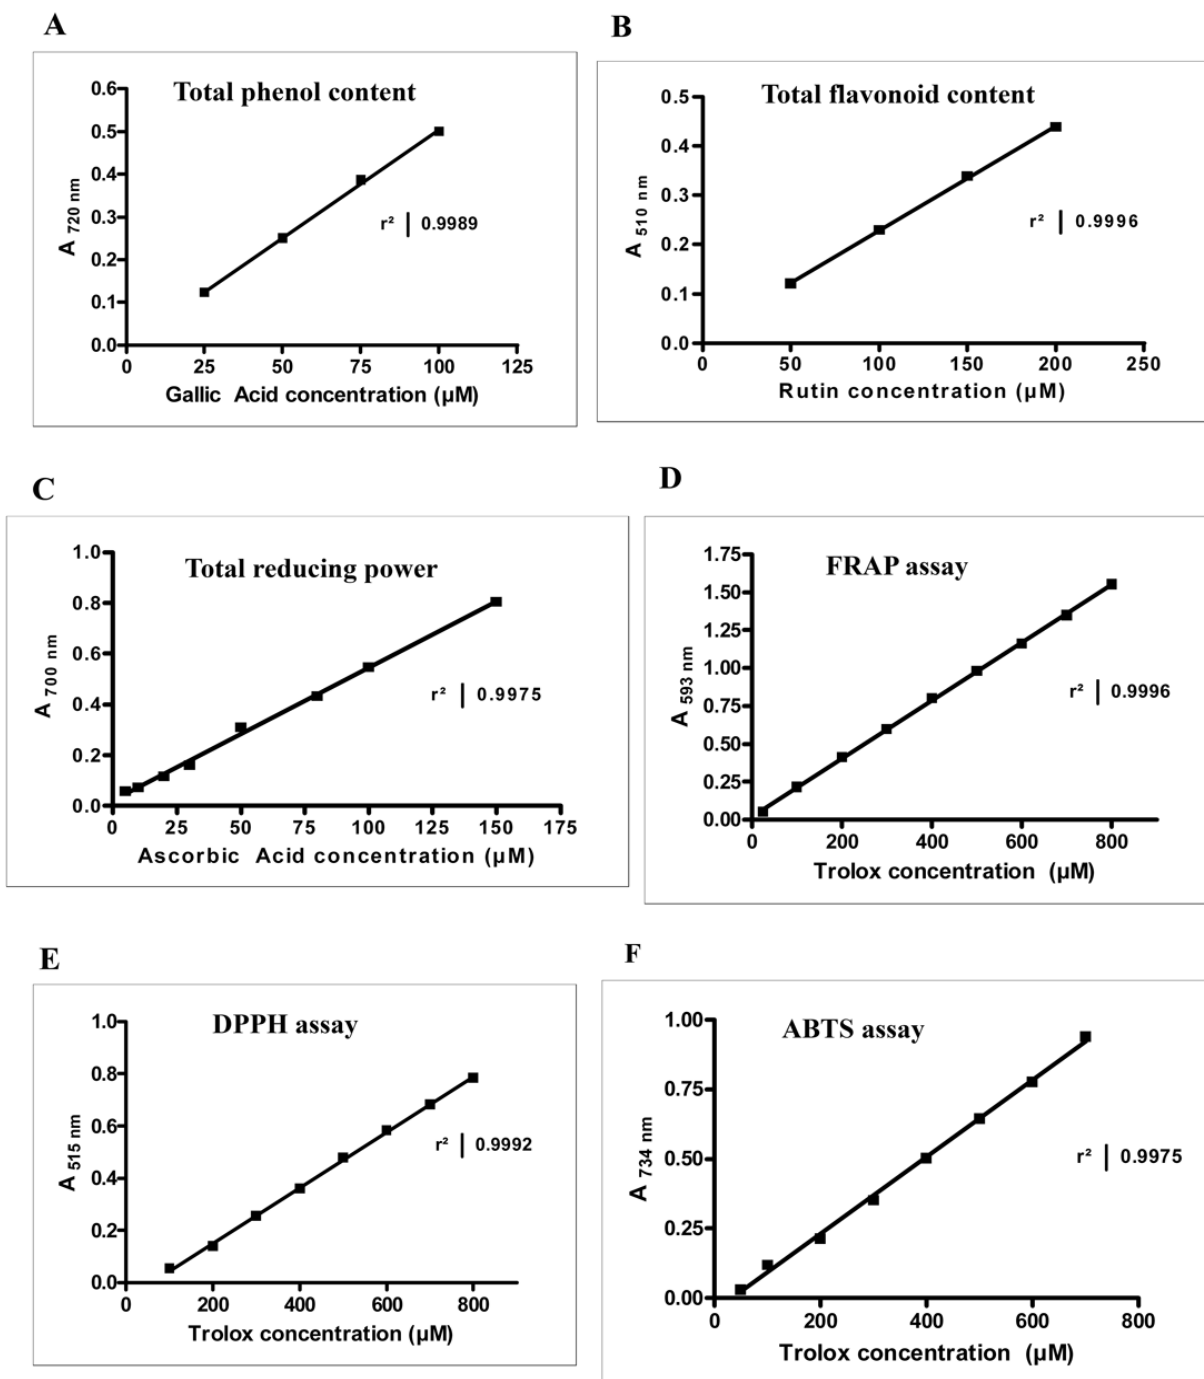 A
Total phenol content
0.6
0.5
0.4
0.3
0.2
0.1
0.0
A 720 nm
r² | 0.9989
0 25 50 75 100 125
Gallic Acid concentration (µM)
B
Total flavonoid content
0.5
0.4
0.3
0.2
0.1
0.0
A 510 nm
r² | 0.9996
0 50 100 150 200 250
Rutin concentration (µM)
C
Total reducing power
1.0
0.8
0.6
0.4
0.2
0.0
A 700 nm
r² | 0.9975
0 25 50 75 100 125 150 175
Ascorbic Acid concentration (µM)
D
FRAP assay
1.75
1.50
1.25
1.00
0.75
0.50
0.25
0.00
A 593 nm
r² | 0.9996
0 200 400 600 800
Trolox concentration (µM)
E
DPPH assay
1.0
0.8
0.6
0.4
0.2
0.0
A 515 nm
r² | 0.9992
0 200 400 600 800
Trolox concentration (µM)
F
ABTS assay
1.00
0.75
0.50
0.25
0.00
A 734 nm
r² | 0.9975
0 200 400 600 800
Trolox concentration (µM)